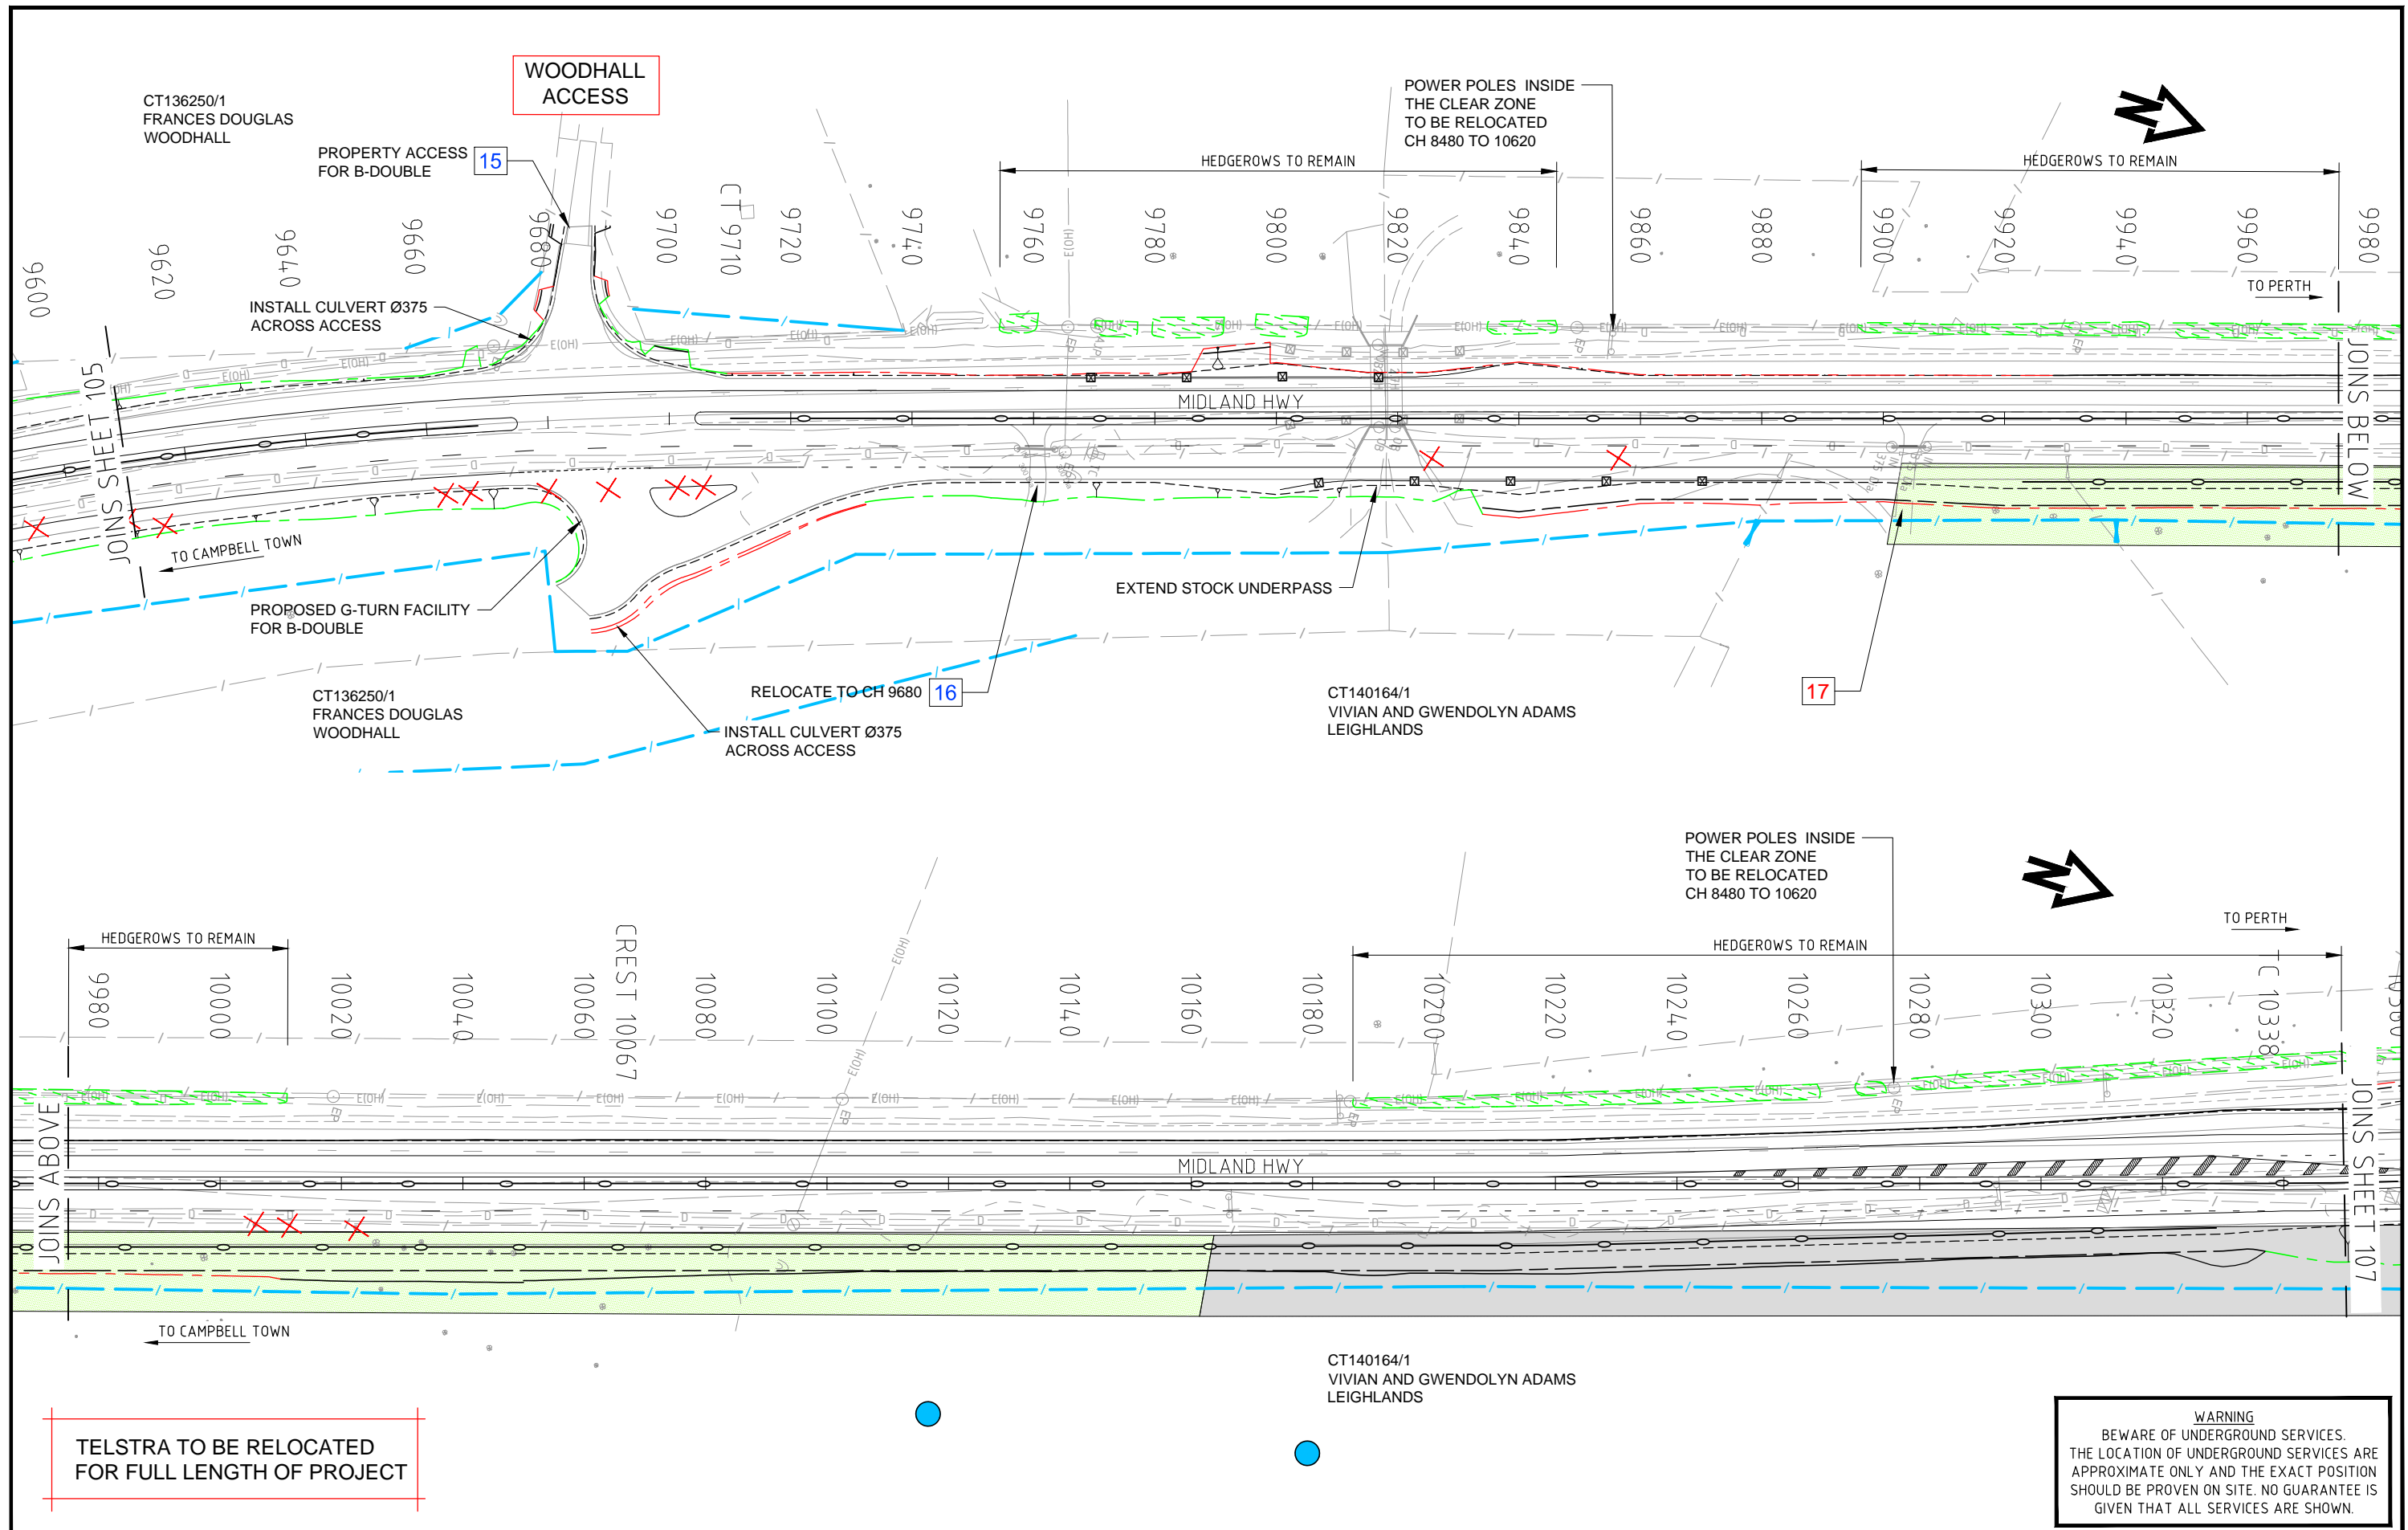 WOODHALL
ACCESS
CT136250/1
FRANCES DOUGLAS
WOODHALL
PROPERTY ACCESS
FOR B-DOUBLE
15
POWER POLES INSIDE
THE CLEAR ZONE
TO BE RELOCATED
CH 8480 TO 10620
HEDGEROWS TO REMAIN
HEDGEROWS TO REMAIN
9600
9620
9640
9660
9680
9700
CT 9710
9720
9740
9760
9780
9800
9820
9840
9860
9880
9900
9920
9940
9960
9980
TO PERTH
INSTALL CULVERT Ø375
ACROSS ACCESS
JOINS SHEET 105
MIDLAND HWY
JOINS BELOW
TO CAMPBELL TOWN
PROPOSED G-TURN FACILITY
FOR B-DOUBLE
EXTEND STOCK UNDERPASS
RELOCATE TO CH 9680
16
17
CT136250/1
FRANCES DOUGLAS
WOODHALL
INSTALL CULVERT Ø375
ACROSS ACCESS
CT140164/1
VIVIAN AND GWENDOLYN ADAMS
LEIGHLANDS
POWER POLES INSIDE
THE CLEAR ZONE
TO BE RELOCATED
CH 8480 TO 10620
TO PERTH
HEDGEROWS TO REMAIN
HEDGEROWS TO REMAIN
9980
10000
10020
10040
10060
CREST 10067
10080
10100
10120
10140
10160
10180
10200
10220
10240
10260
10280
10300
10320
TC 10338
JOINS ABOVE
MIDLAND HWY
JOINS SHEET 107
TO CAMPBELL TOWN
CT140164/1
VIVIAN AND GWENDOLYN ADAMS
LEIGHLANDS
TELSTRA TO BE RELOCATED
FOR FULL LENGTH OF PROJECT
WARNING
BEWARE OF UNDERGROUND SERVICES.
THE LOCATION OF UNDERGROUND SERVICES ARE
APPROXIMATE ONLY AND THE EXACT POSITION
SHOULD BE PROVEN ON SITE. NO GUARANTEE IS
GIVEN THAT ALL SERVICES ARE SHOWN.